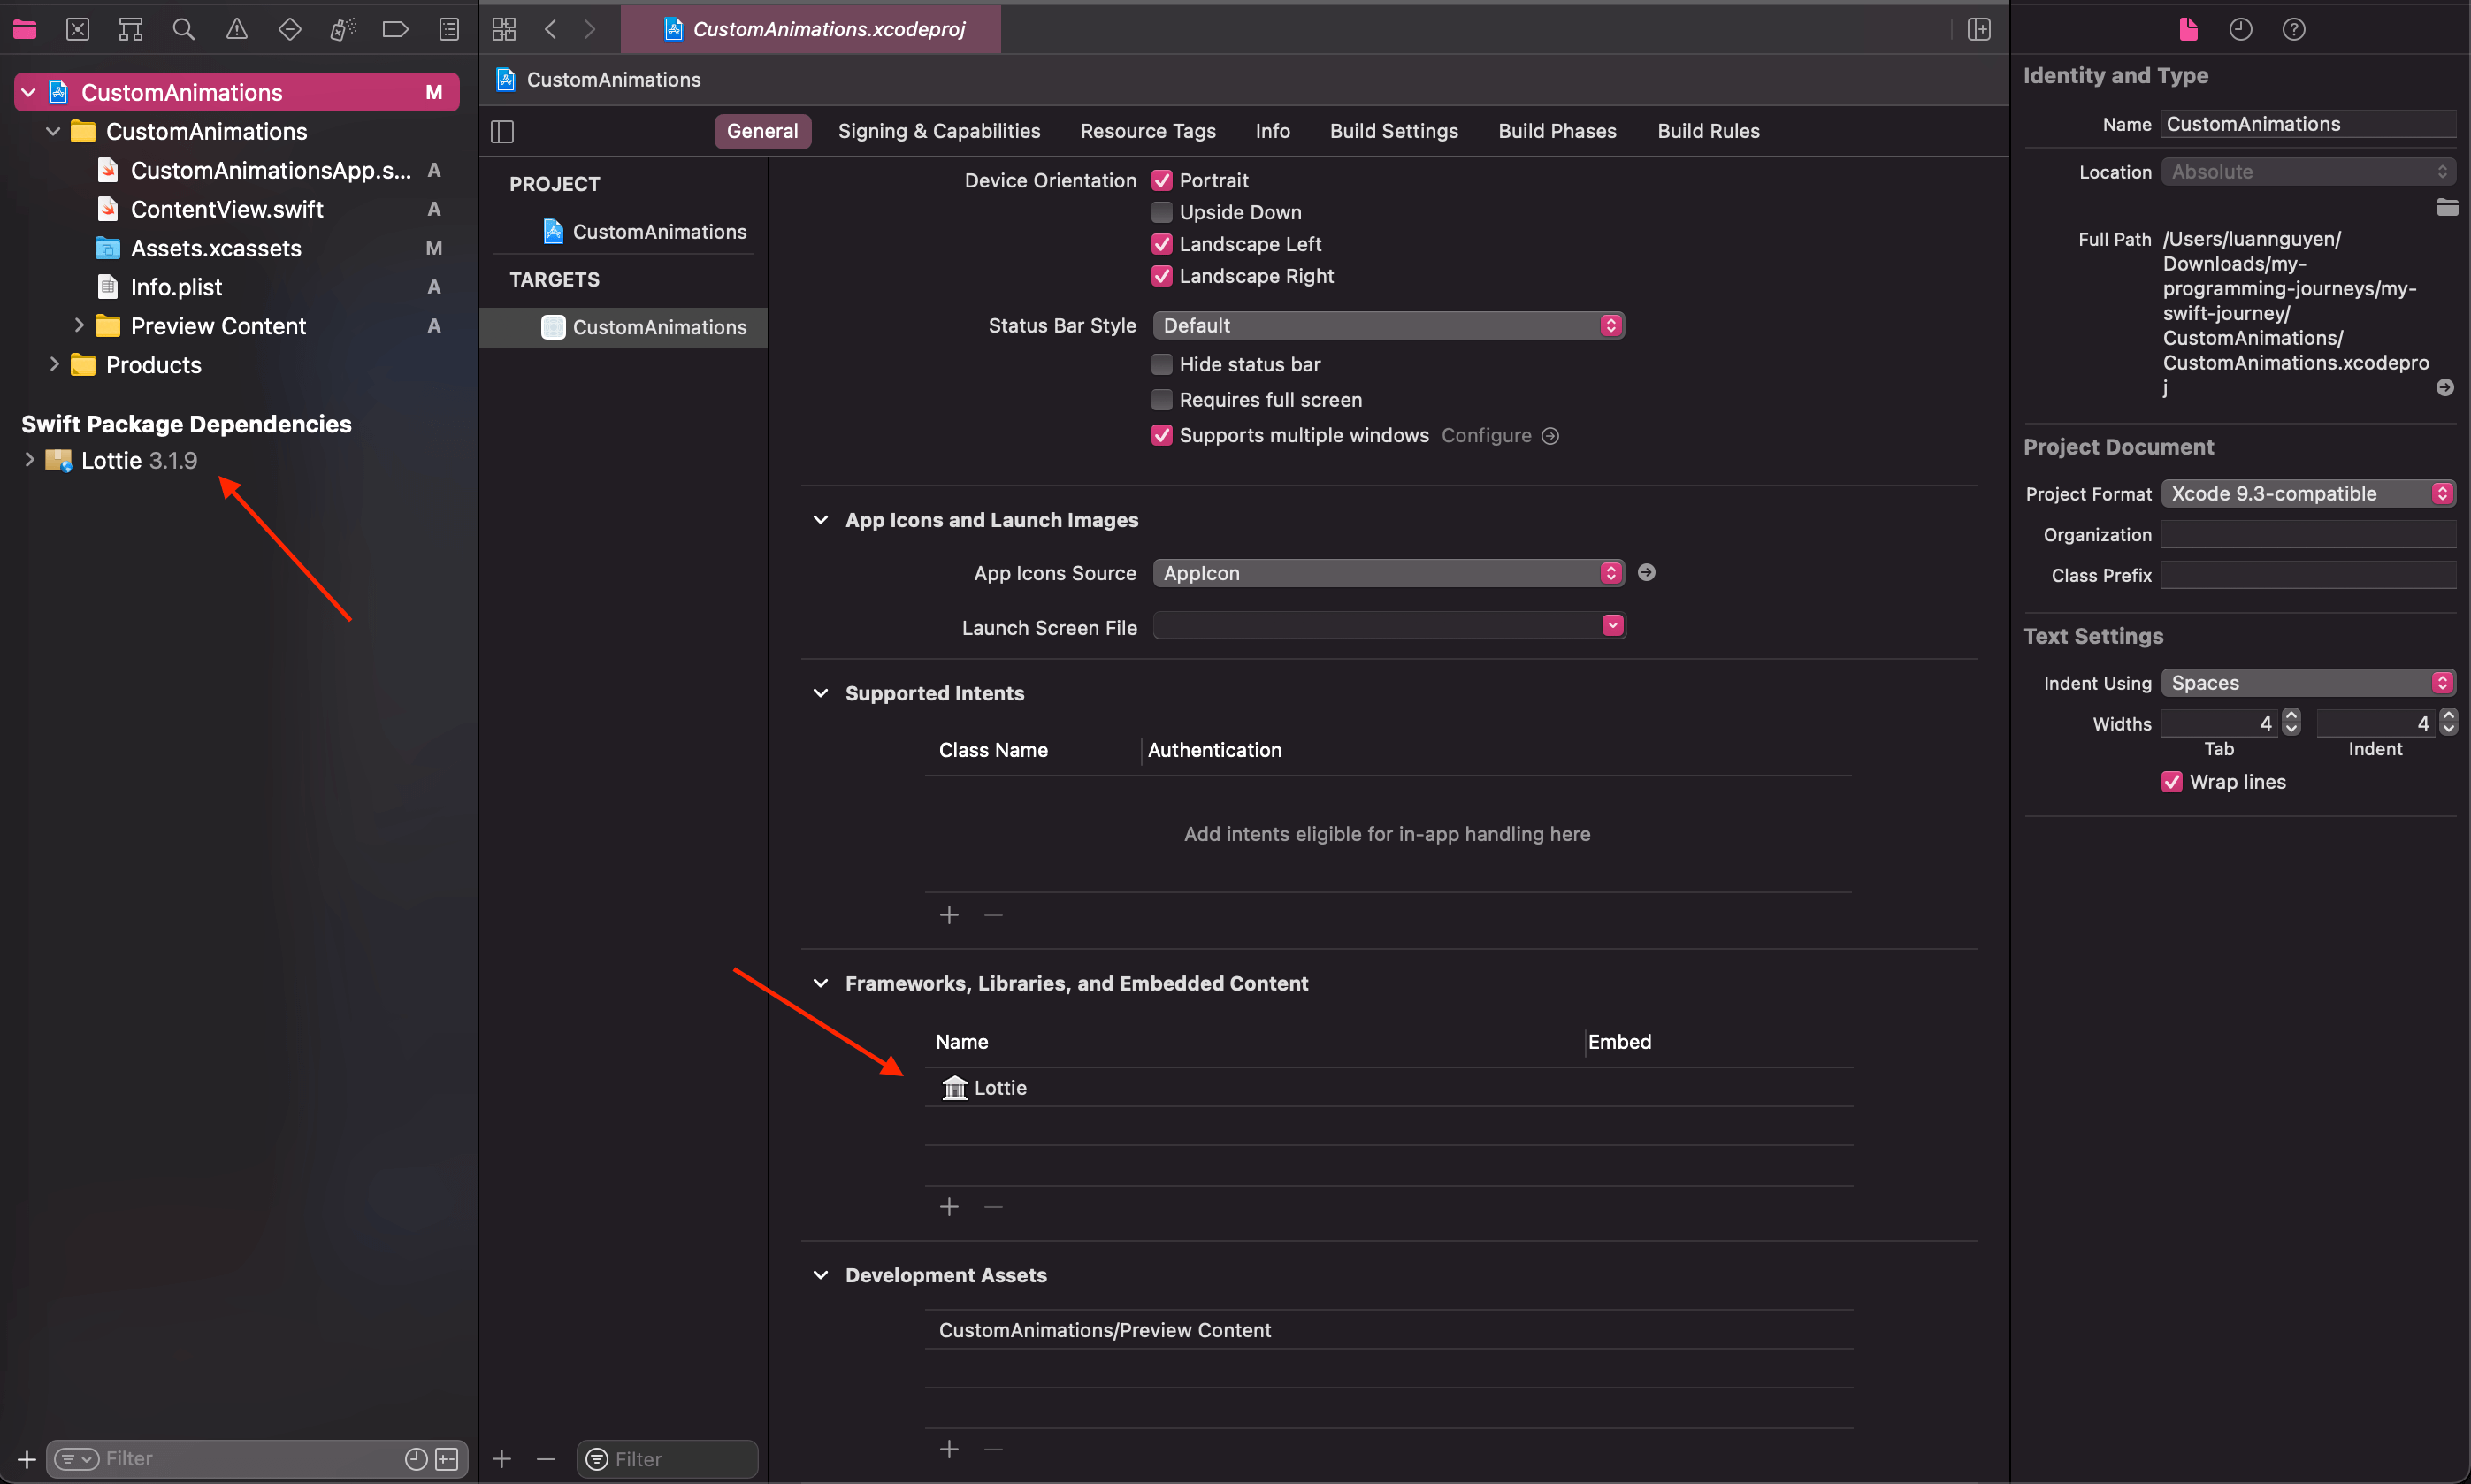 CustomAnimations M
CustomAnimations
CustomAnimationsApp.s... A
ContentView.swift A
Assets.xcassets M
Info.plist A
Preview Content A
Products
Swift Package Dependencies
Lottie 3.1.9
Filter
CustomAnimations.xcodeproj
CustomAnimations
General Signing & Capabilities Resource Tags Info Build Settings Build Phases Build Rules
PROJECT
CustomAnimations
TARGETS
CustomAnimations
Filter
Device Orientation Portrait
Upside Down
Landscape Left
Landscape Right
Status Bar Style Default
Hide status bar
Requires full screen
Supports multiple windows Configure
App Icons and Launch Images
App Icons Source AppIcon
Launch Screen File
Supported Intents
Class Name Authentication
Add intents eligible for in-app handling here
Frameworks, Libraries, and Embedded Content
Name Embed
Lottie
Development Assets
CustomAnimations/Preview Content
Identity and Type
Name CustomAnimations
Location Absolute
Full Path /Users/luannguyen/
Downloads/my-
programming-journeys/my-
swift-journey/
CustomAnimations/
CustomAnimations.xcodepro
j
Project Document
Project Format Xcode 9.3-compatible
Organization
Class Prefix
Text Settings
Indent Using Spaces
Widths 4 4
Tab Indent
Wrap lines